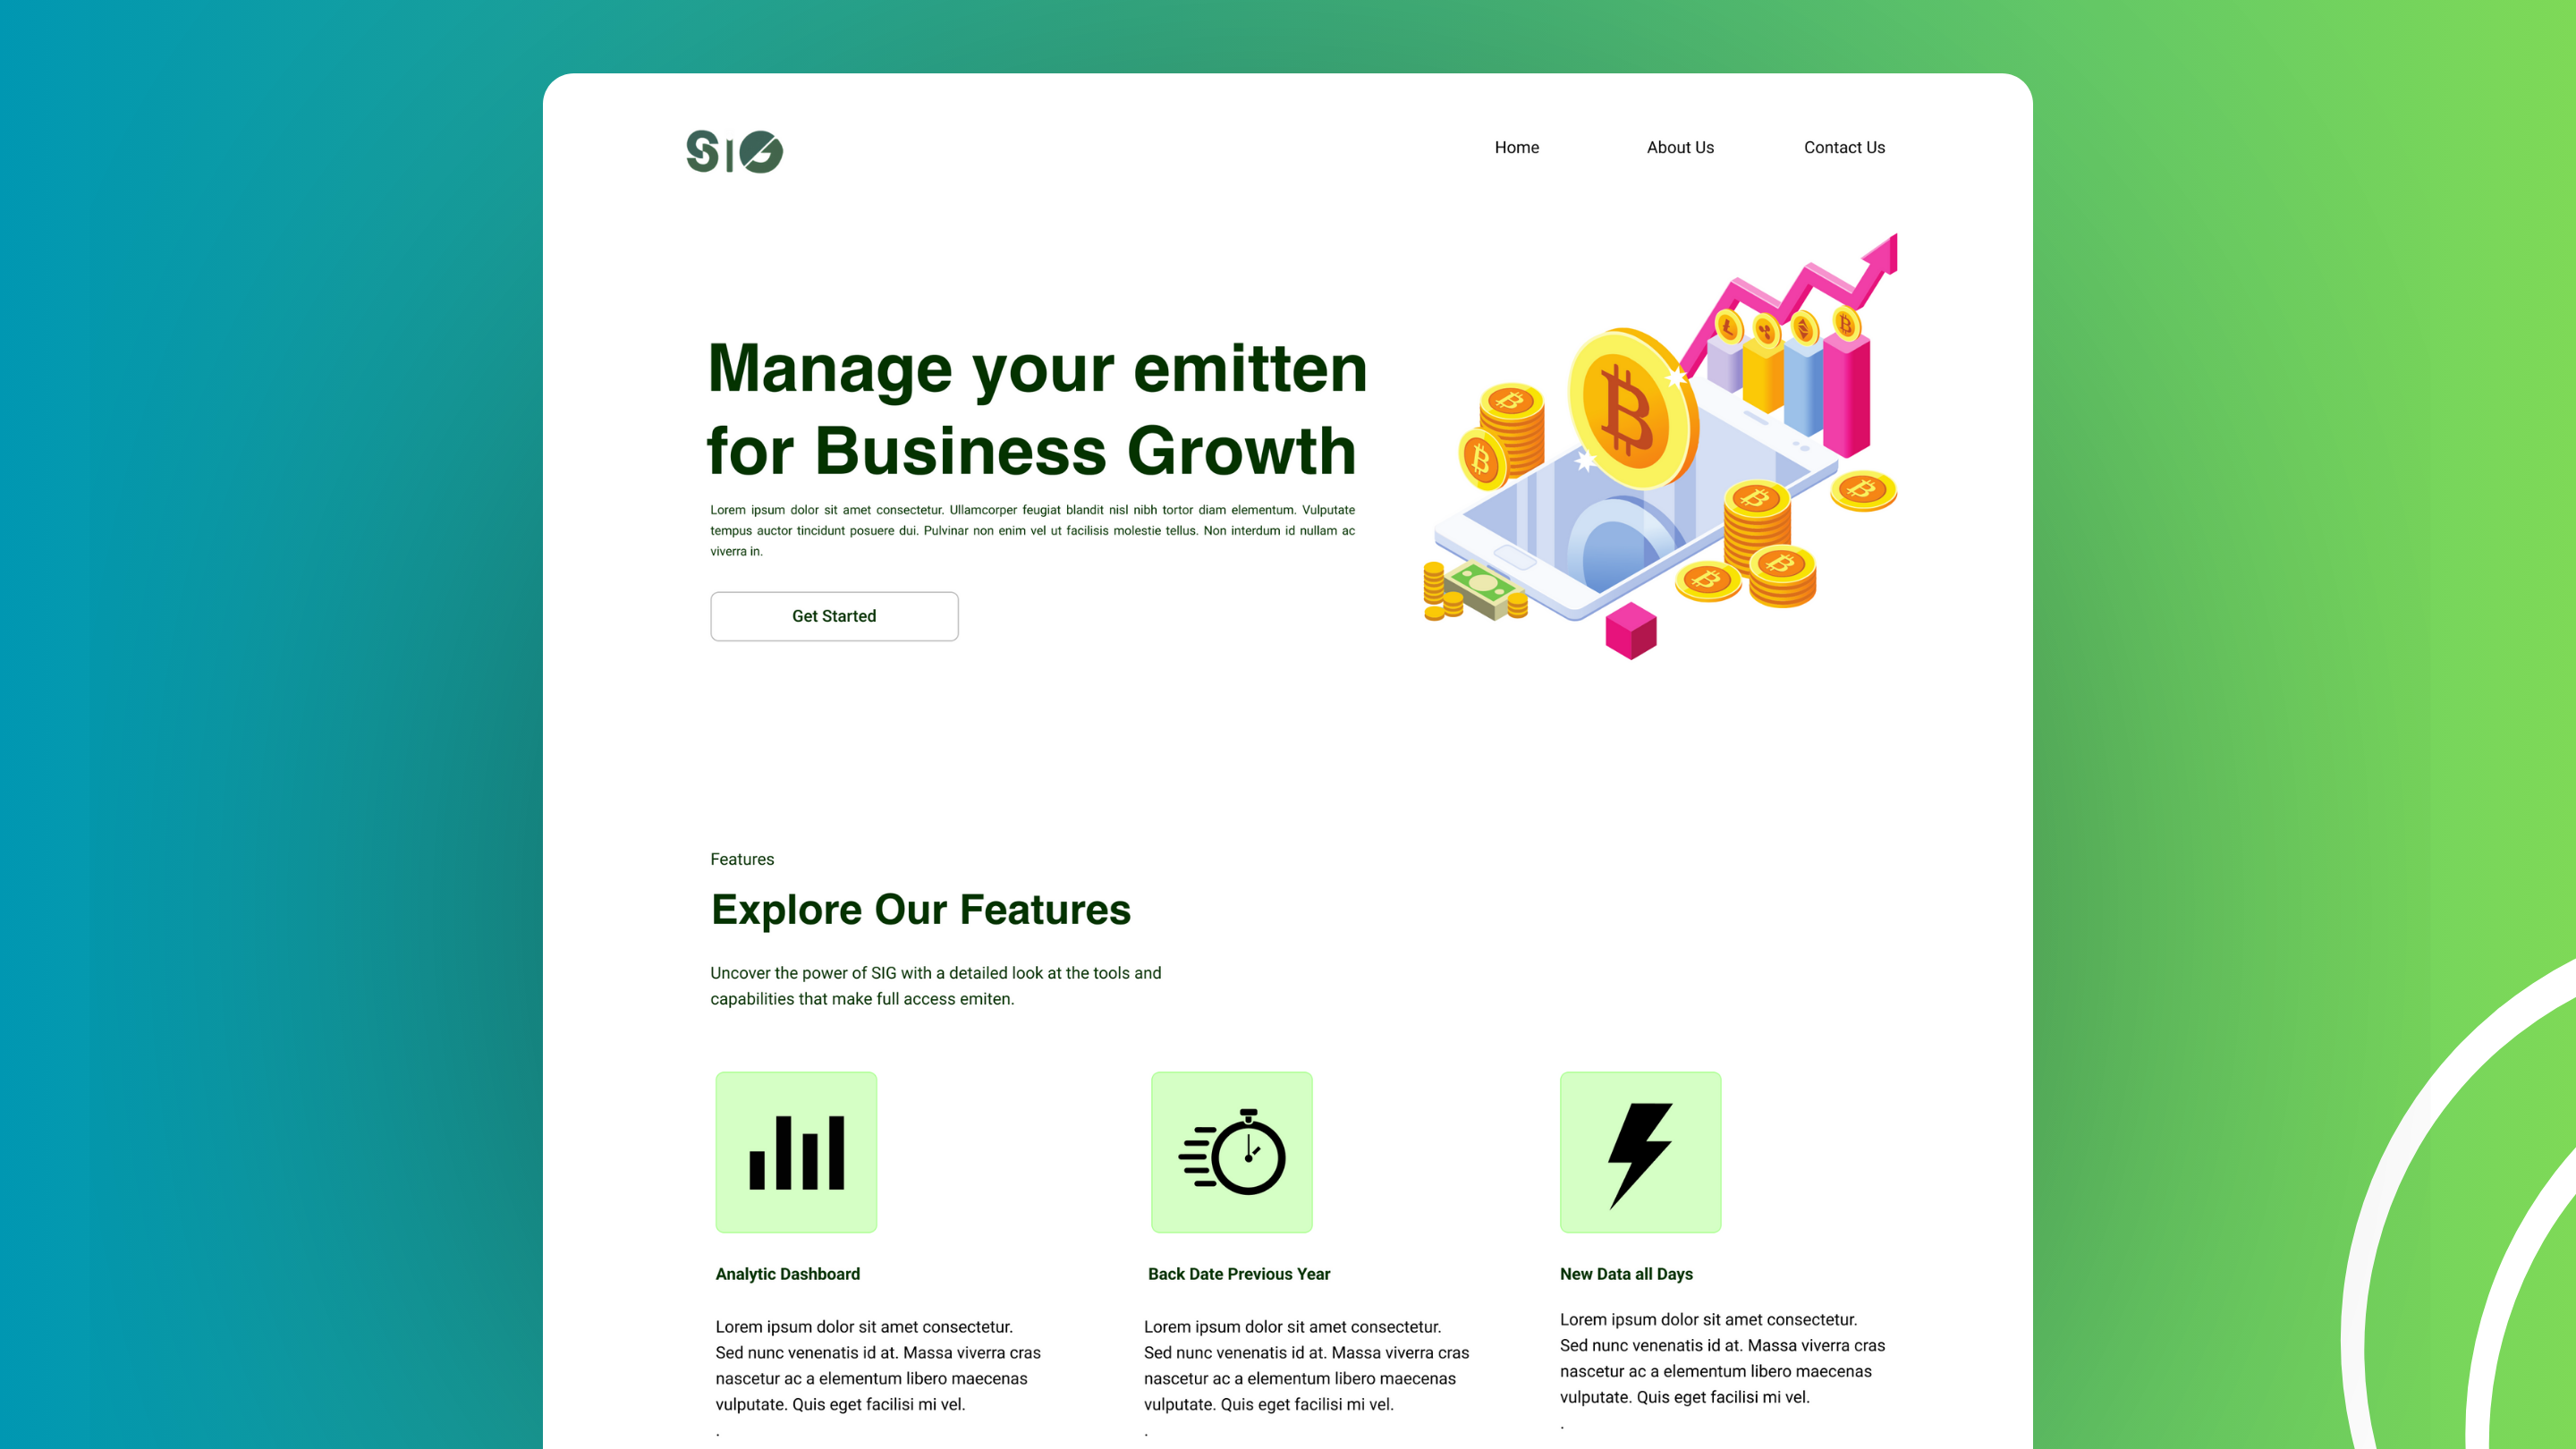 SIG
Home
About Us
Contact Us
Manage your emitten
for Business Growth
Lorem ipsum dolor sit amet consectetur. Ullamcorper feugiat blandit nisl nibh tortor diam elementum. Vulputate
tempus auctor tincidunt posuere dui. Pulvinar non enim vel ut facilisis molestie tellus. Non interdum id nullam ac
viverra in.
Get Started
Features
Explore Our Features
Uncover the power of SIG with a detailed look at the tools and
capabilities that make full access emiten.
Analytic Dashboard
Lorem ipsum dolor sit amet consectetur.
Sed nunc venenatis id at. Massa viverra cras
nascetur ac a elementum libero maecenas
vulputate. Quis eget facilisi mi vel.
.
Back Date Previous Year
Lorem ipsum dolor sit amet consectetur.
Sed nunc venenatis id at. Massa viverra cras
nascetur ac a elementum libero maecenas
vulputate. Quis eget facilisi mi vel.
.
New Data all Days
Lorem ipsum dolor sit amet consectetur.
Sed nunc venenatis id at. Massa viverra cras
nascetur ac a elementum libero maecenas
vulputate. Quis eget facilisi mi vel.
.